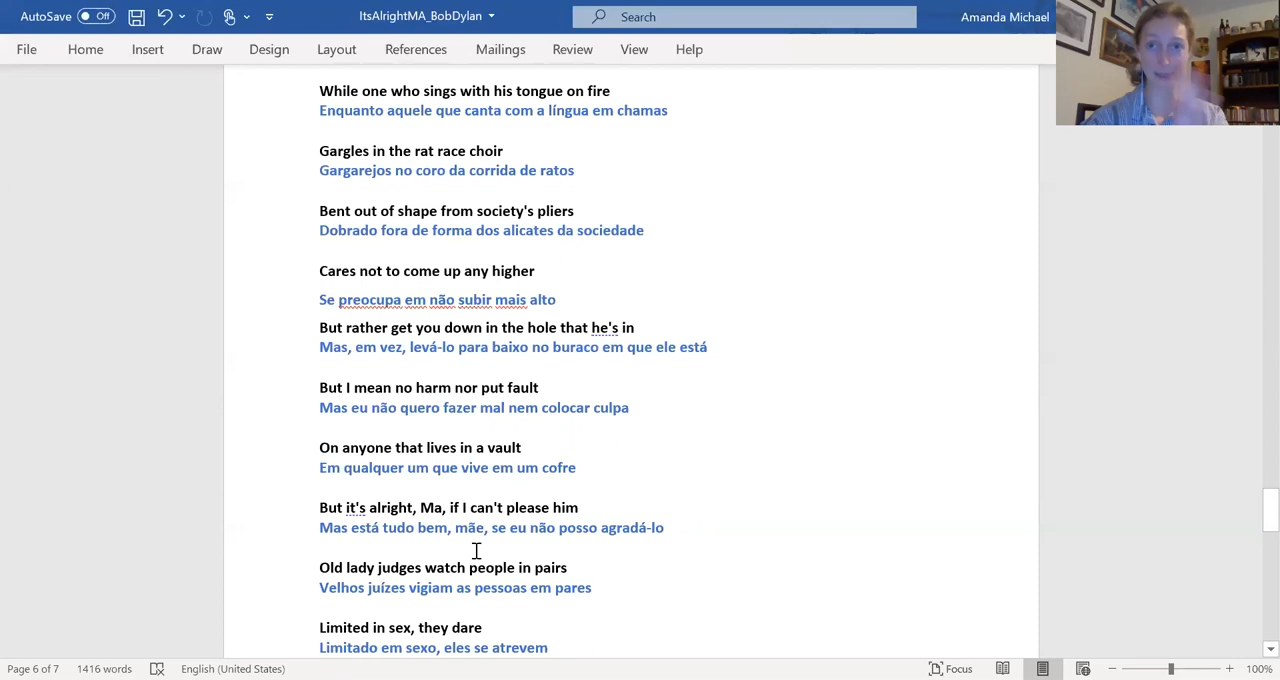 AutoSave Off ItsAlrightMA_BobDylan Search Amanda Michael
File Home Insert Draw Design Layout References Mailings Review View Help
While one who sings with his tongue on fire
Enquanto aquele que canta com a língua em chamas
Gargles in the rat race choir
Gargarejos no coro da corrida de ratos
Bent out of shape from society's pliers
Dobrado fora de forma dos alicates da sociedade
Cares not to come up any higher
Se preocupa em não subir mais alto
But rather get you down in the hole that he's in
Mas, em vez, levá-lo para baixo no buraco em que ele está
But I mean no harm nor put fault
Mas eu não quero fazer mal nem colocar culpa
On anyone that lives in a vault
Em qualquer um que vive em um cofre
But it's alright, Ma, if I can't please him
Mas está tudo bem, mãe, se eu não posso agradá-lo
Old lady judges watch people in pairs
Velhos juízes vigiam as pessoas em pares
Limited in sex, they dare
Limitado em sexo, eles se atrevem
Page 6 of 7 1416 words English (United States) Focus 100%